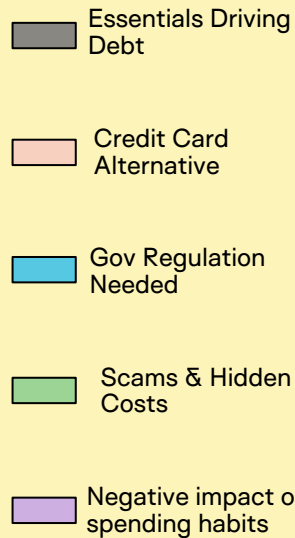 Essentials Driving
Debt
Credit Card
Alternative
Gov Regulation
Needed
Scams & Hidden
Costs
Negative impact o
spending habits